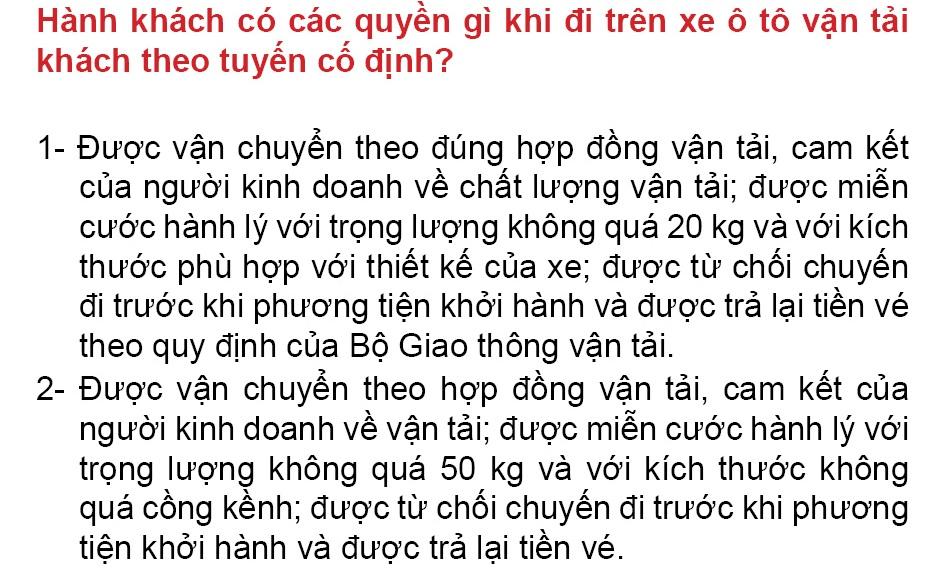 Hành khách có các quyền gì khi đi trên xe ô tô vận tải
khách theo tuyến cố định?
1- Được vận chuyển theo đúng hợp đồng vận tải, cam kết
của người kinh doanh về chất lượng vận tải; được miễn
cước hành lý với trọng lượng không quá 20 kg và với kích
thước phù hợp với thiết kế của xe; được từ chối chuyến
đi trước khi phương tiện khởi hành và được trả lại tiền vé
theo quy định của Bộ Giao thông vận tải.
2- Được vận chuyển theo hợp đồng vận tải, cam kết của
người kinh doanh về vận tải; được miễn cước hành lý với
trọng lượng không quá 50 kg và với kích thước không
quá cồng kềnh; được từ chối chuyến đi trước khi phương
tiện khởi hành và được trả lại tiền vé.